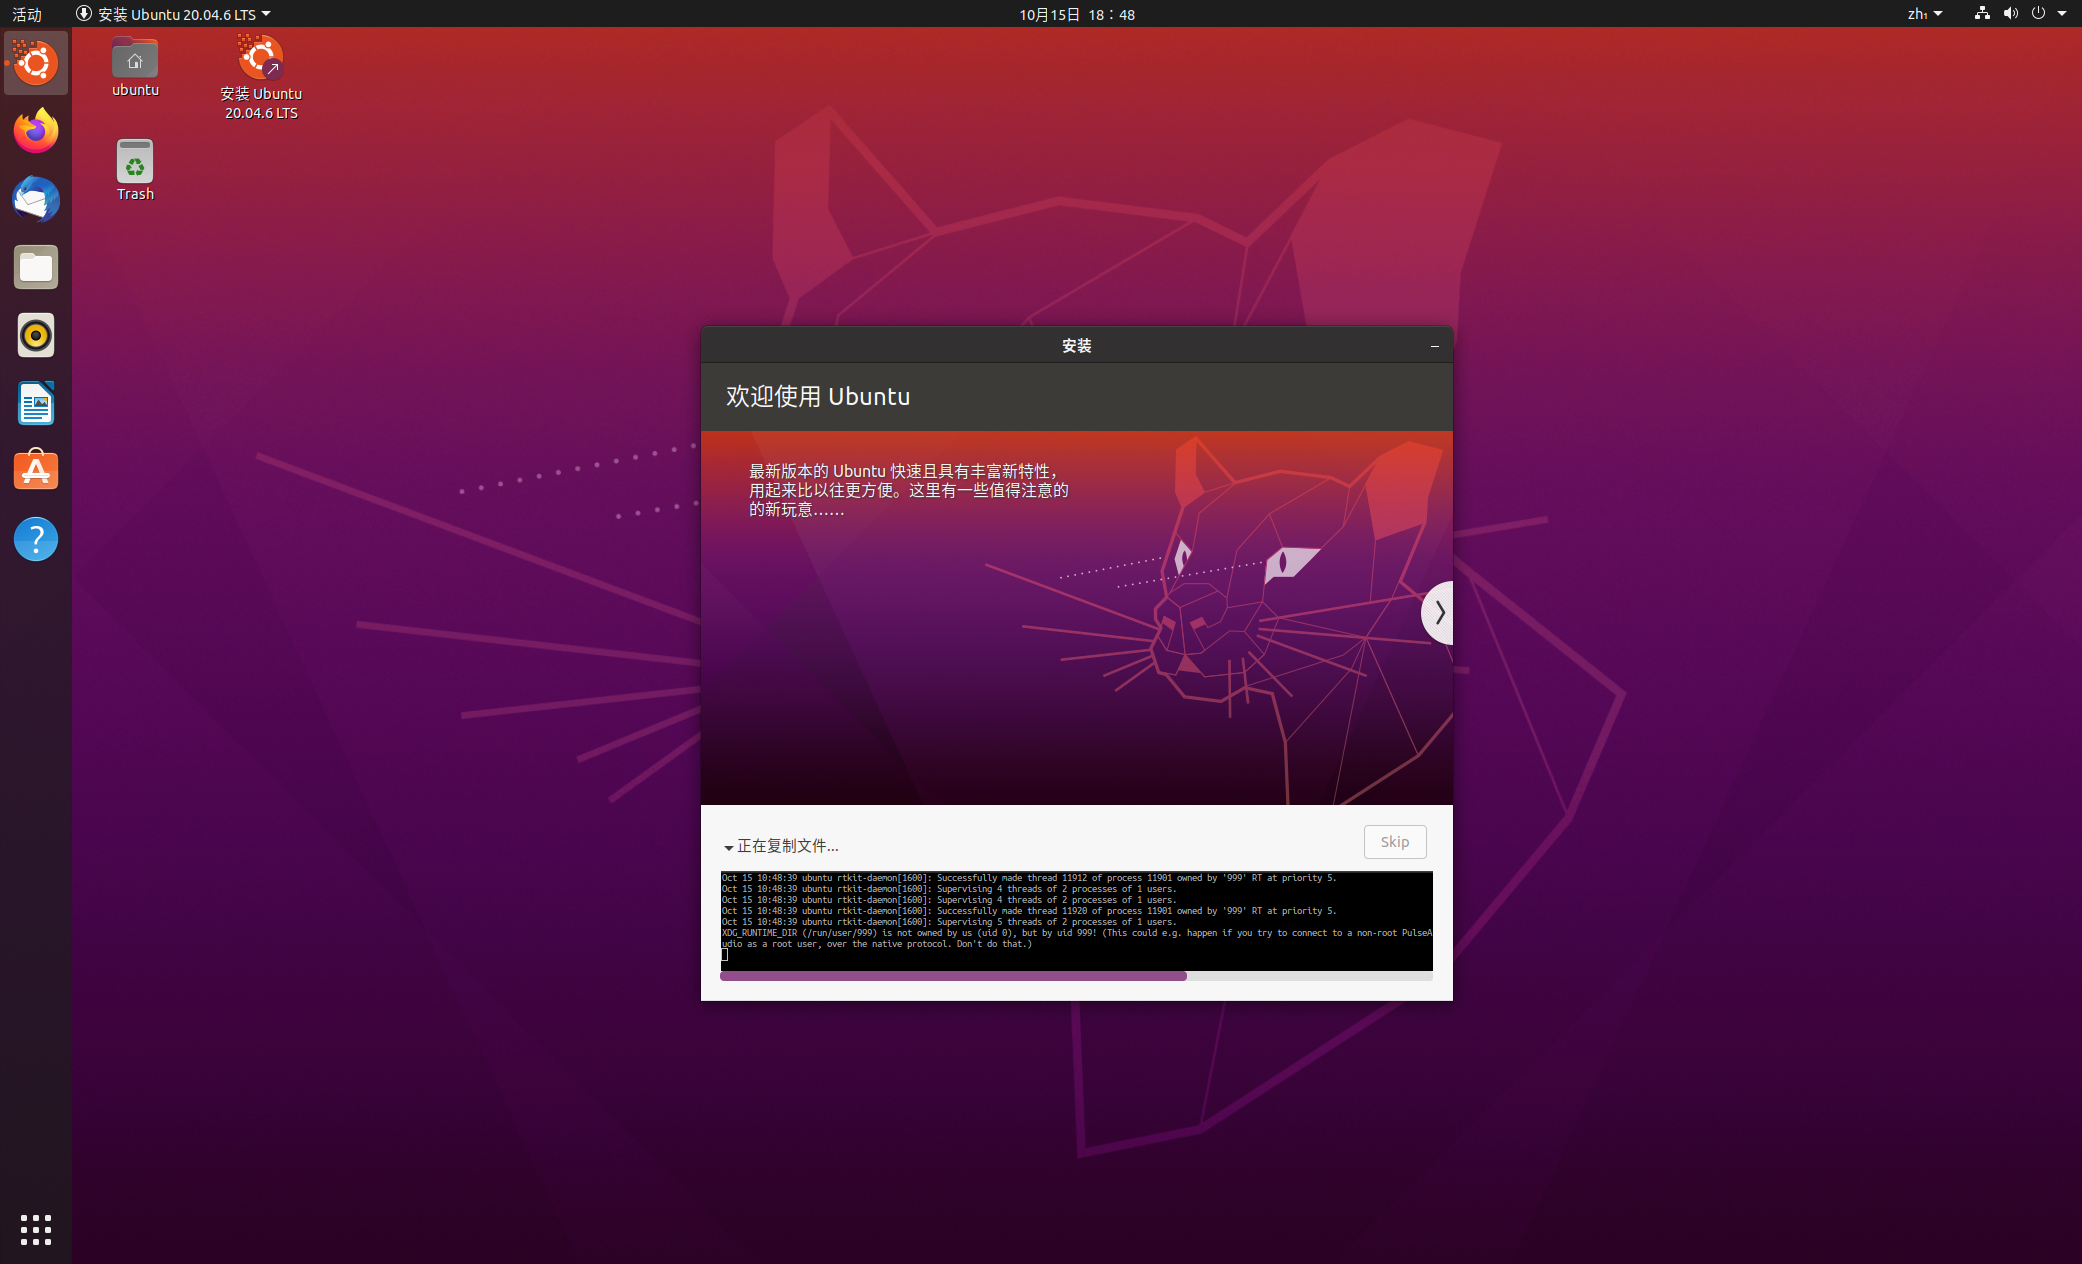 活动
安装 Ubuntu 20.04.6 LTS
10月15日 18：48
zh₁
ubuntu
安装 Ubuntu
20.04.6 LTS
Trash
安装
欢迎使用 Ubuntu
最新版本的 Ubuntu 快速且具有丰富新特性，
用起来比以往更方便。这里有一些值得注意的
的新玩意……
正在复制文件...
Skip
Oct 15 10:48:39 ubuntu rtkit-daemon[1600]: Successfully made thread 11912 of process 11901 owned by '999' RT at priority 5.
Oct 15 10:48:39 ubuntu rtkit-daemon[1600]: Supervising 4 threads of 2 processes of 1 users.
Oct 15 10:48:39 ubuntu rtkit-daemon[1600]: Supervising 4 threads of 2 processes of 1 users.
Oct 15 10:48:39 ubuntu rtkit-daemon[1600]: Successfully made thread 11920 of process 11901 owned by '999' RT at priority 5.
Oct 15 10:48:39 ubuntu rtkit-daemon[1600]: Supervising 5 threads of 2 processes of 1 users.
XDG_RUNTIME_DIR (/run/user/999) is not owned by us (uid 0), but by uid 999! (This could e.g. happen if you try to connect to a non-root PulseA
udio as a root user, over the native protocol. Don't do that.)